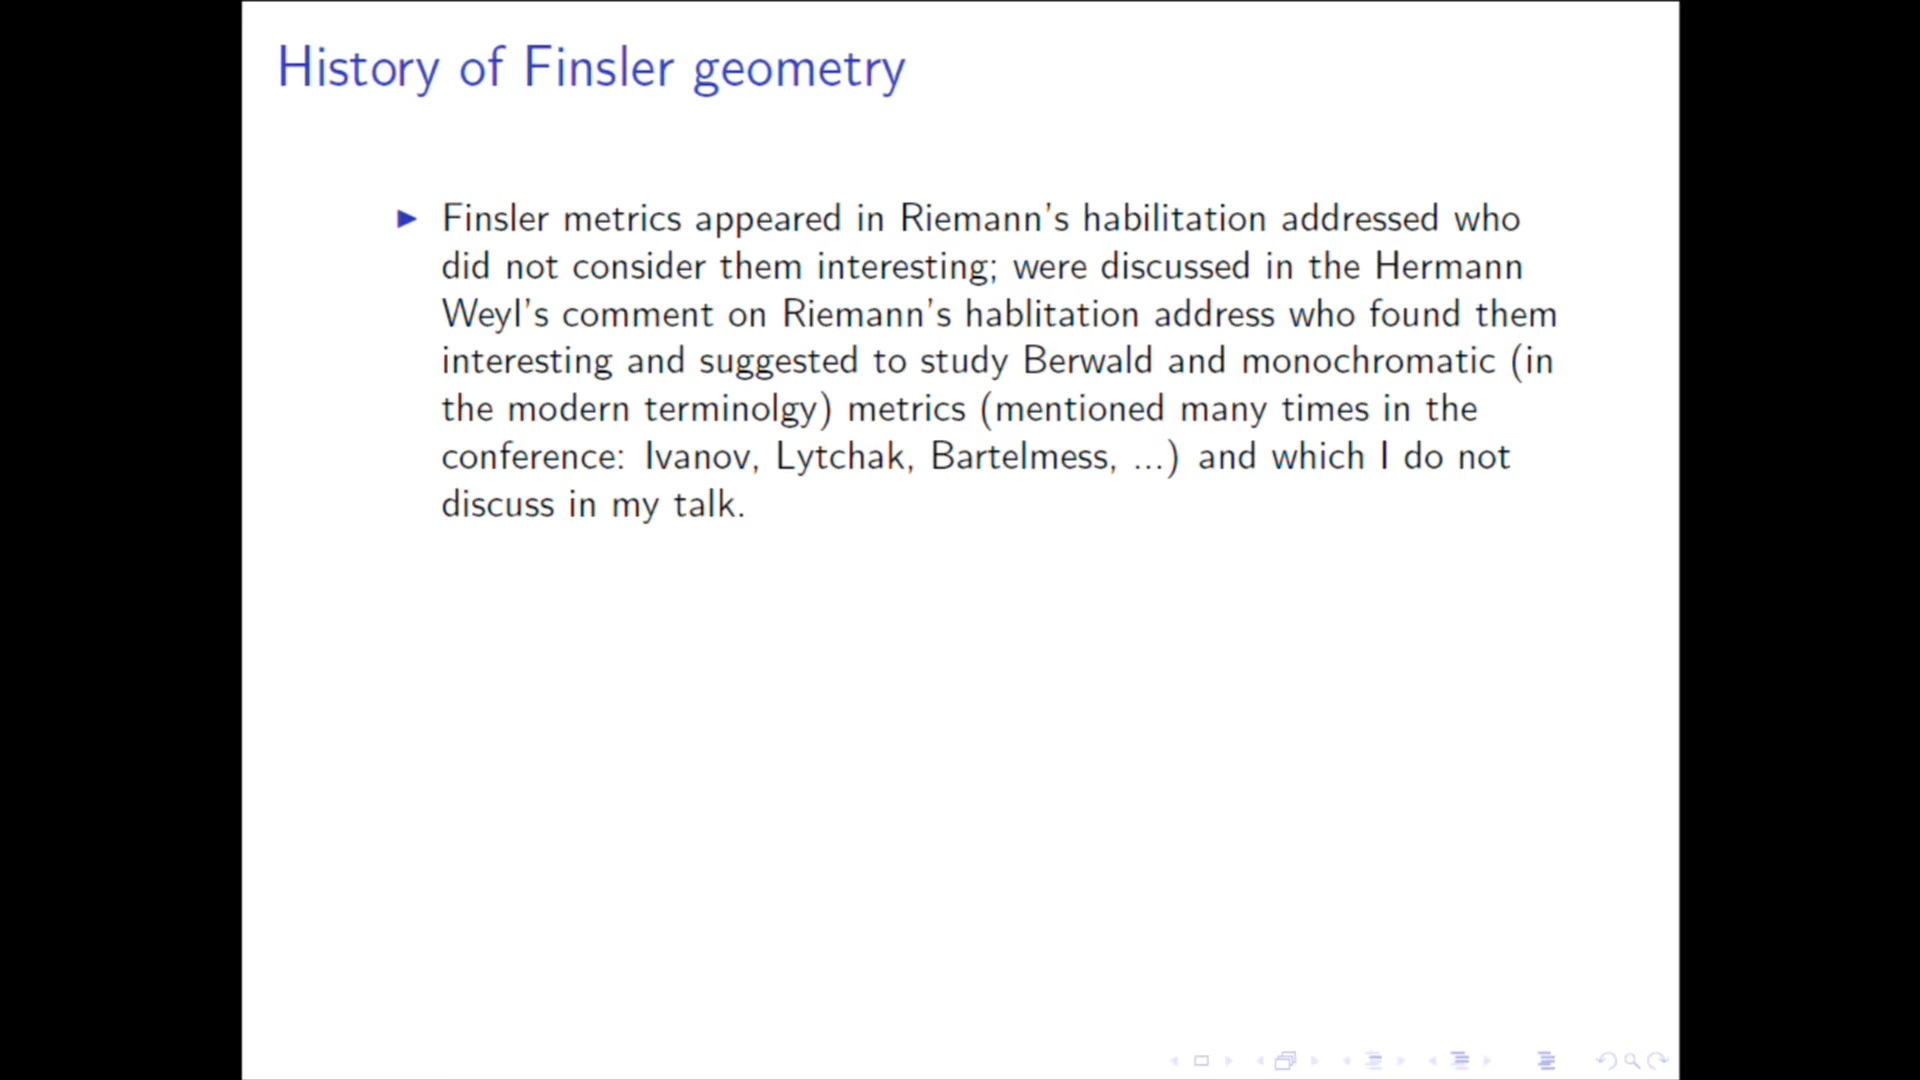 History of Finsler geometry
Finsler metrics appeared in Riemann's habilitation addressed who
did not consider them interesting; were discussed in the Hermann
Weyl's comment on Riemann's hablitation address who found them
interesting and suggested to study Berwald and monochromatic (in
the modern terminolgy) metrics (mentioned many times in the
conference: Ivanov, Lytchak, Bartelmess, ...) and which I do not
discuss in my talk.